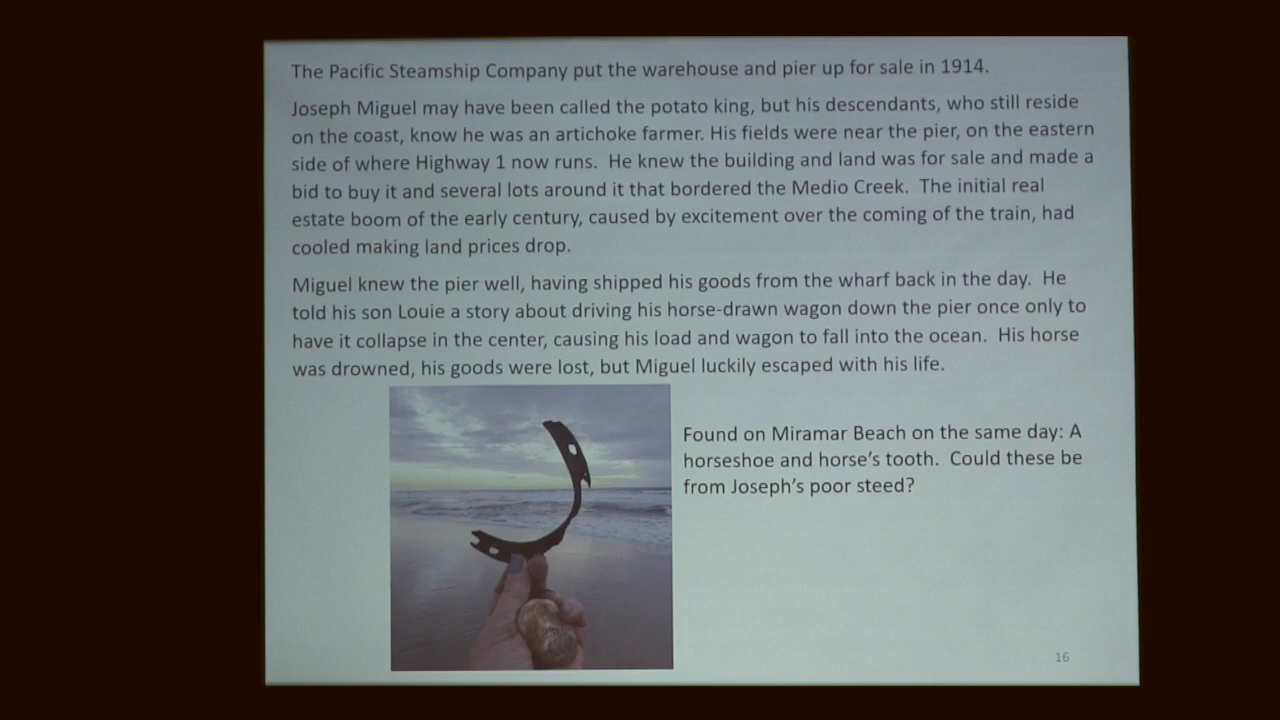 The Pacific Steamship Company put the warehouse and pier up for sale in 1914.
Joseph Miguel may have been called the potato king, but his descendants, who still reside
on the coast, know he was an artichoke farmer. His fields were near the pier, on the eastern
side of where Highway 1 now runs. He knew the building and land was for sale and made a
bid to buy it and several lots around it that bordered the Medio Creek. The initial real
estate boom of the early century, caused by excitement over the coming of the train, had
cooled making land prices drop.
Miguel knew the pier well, having shipped his goods from the wharf back in the day. He
told his son Louie a story about driving his horse-drawn wagon down the pier once only to
have it collapse in the center, causing his load and wagon to fall into the ocean. His horse
was drowned, his goods were lost, but Miguel luckily escaped with his life.
Found on Miramar Beach on the same day: A
horseshoe and horse's tooth. Could these be
from Joseph's poor steed?
16